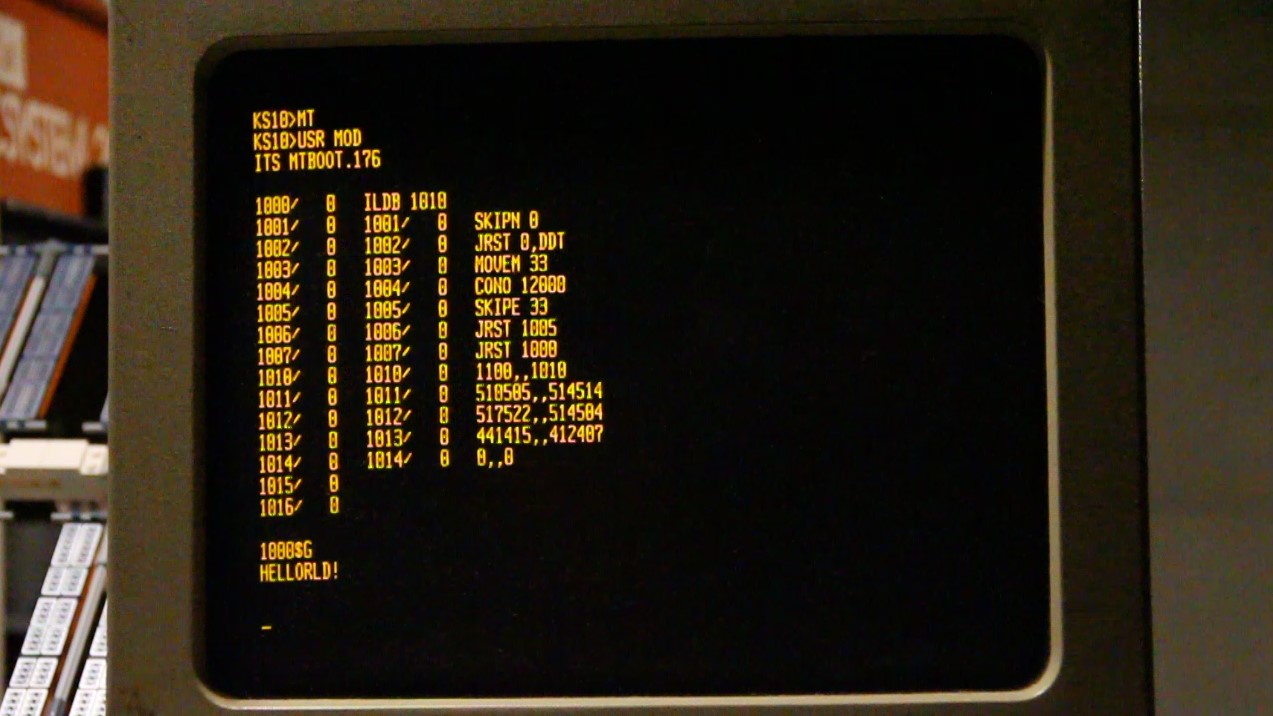 SYSTEM
KS10>MT
KS10>USR MOD
ITS MTBOOT.176
1000/ 0 ILDB 1010
1001/ 0 1001/ 0 SKIPN 0
1002/ 0 1002/ 0 JRST 0,DDT
1003/ 0 1003/ 0 MOVEM 33
1004/ 0 1004/ 0 CONO 12000
1005/ 0 1005/ 0 SKIPE 33
1006/ 0 1006/ 0 JRST 1005
1007/ 0 1007/ 0 JRST 1000
1010/ 0 1010/ 0 1100,,1010
1011/ 0 1011/ 0 510505,,514514
1012/ 0 1012/ 0 517522,,514504
1013/ 0 1013/ 0 441415,,412407
1014/ 0 1014/ 0 0,,0
1015/ 0
1016/ 0
1000$G
HELLORLD!